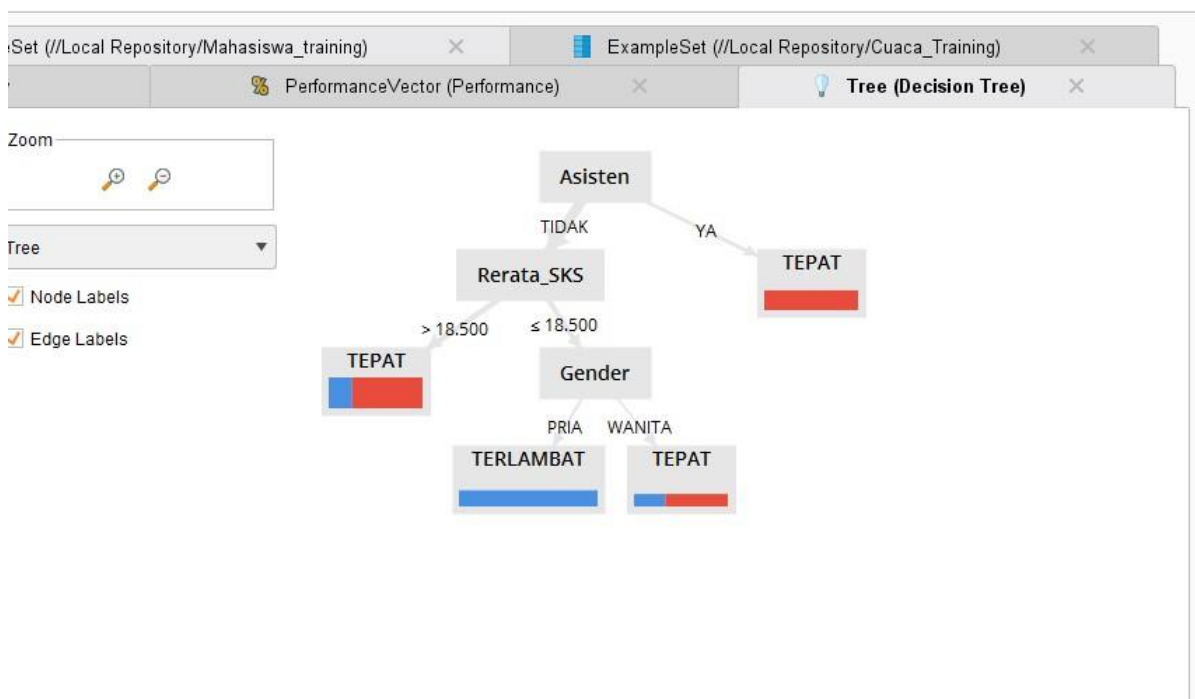 eSet (//Local Repository/Mahasiswa_training)
ExampleSet (//Local Repository/Cuaca_Training)
PerformanceVector (Performance)
Tree (Decision Tree)
Zoom
Tree
Node Labels
Edge Labels
Asisten
TIDAK
YA
Rerata_SKS
TEPAT
> 18.500
≤ 18.500
TEPAT
Gender
PRIA
WANITA
TERLAMBAT
TEPAT